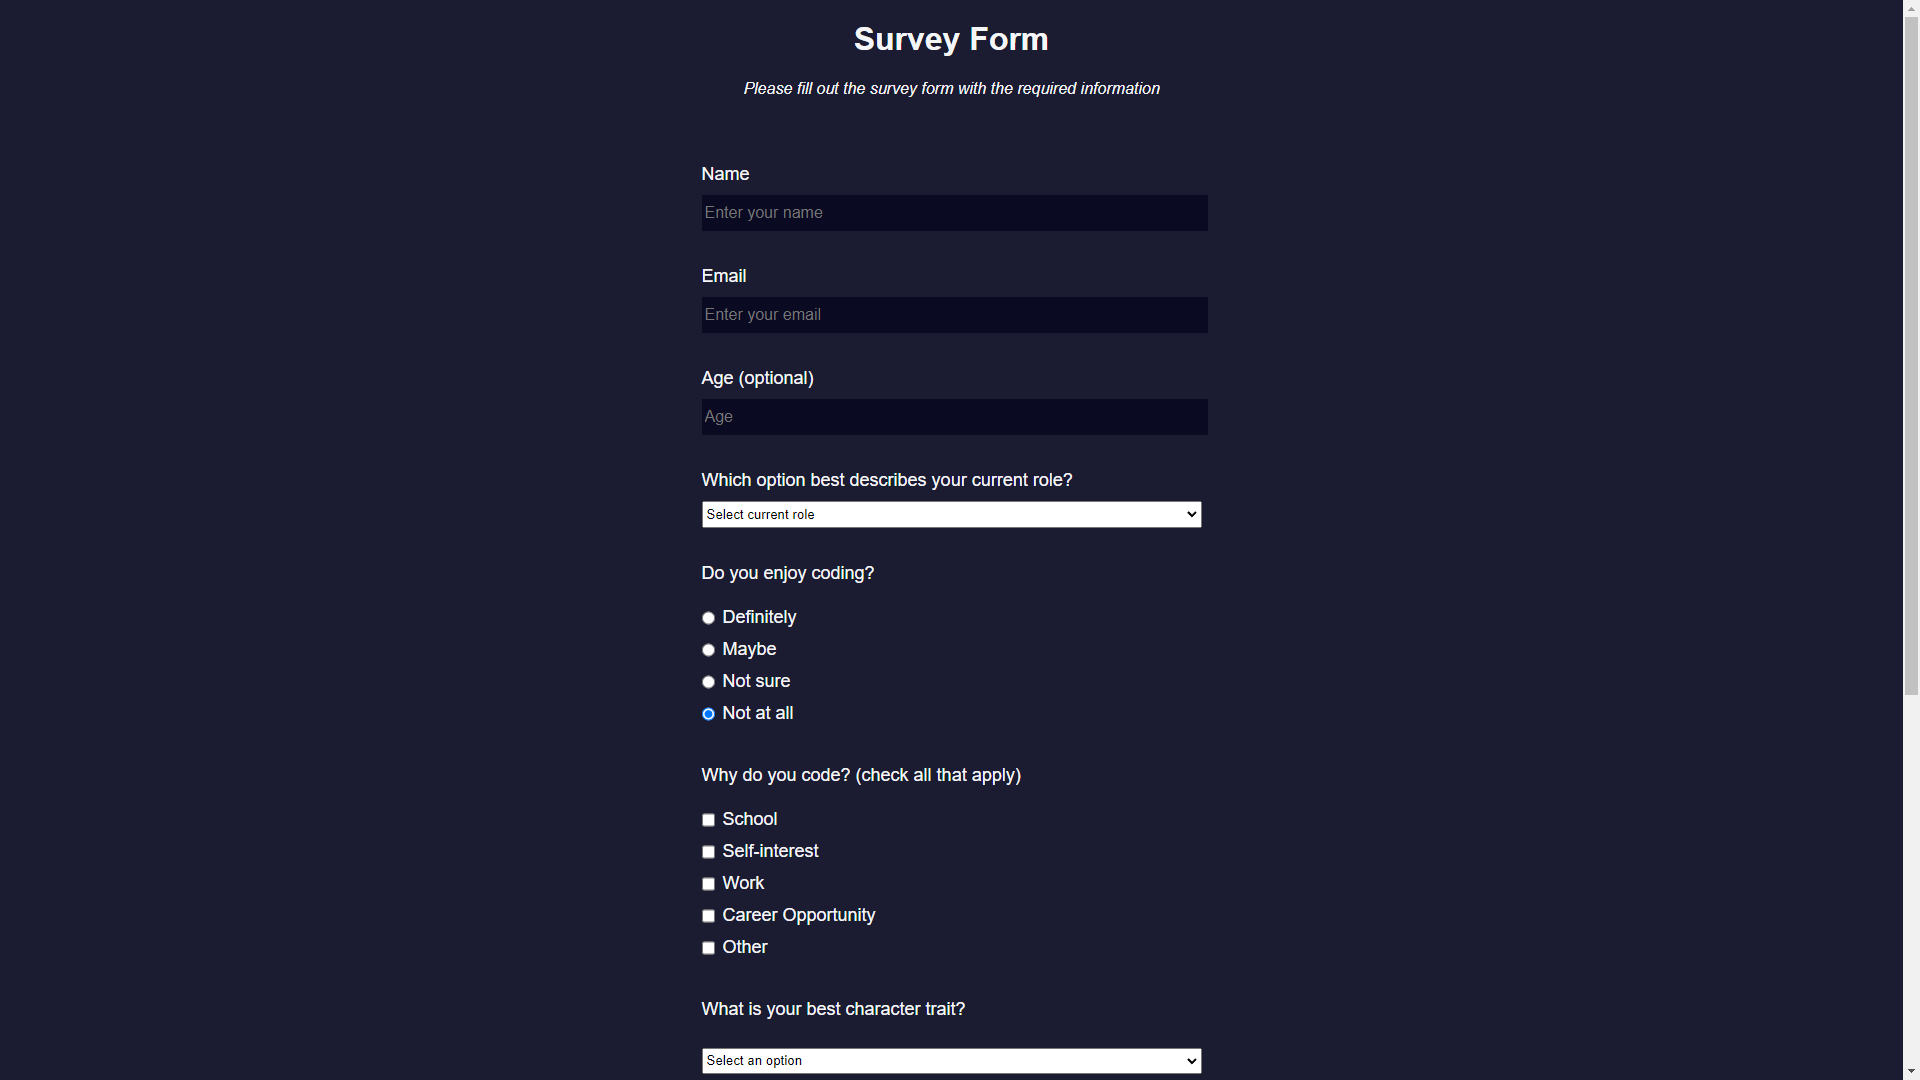 Survey Form
Please fill out the survey form with the required information
Name
Enter your name
Email
Enter your email
Age (optional)
Age
Which option best describes your current role?
Select current role
Do you enjoy coding?
Definitely
Maybe
Not sure
Not at all
Why do you code? (check all that apply)
School
Self-interest
Work
Career Opportunity
Other
What is your best character trait?
Select an option